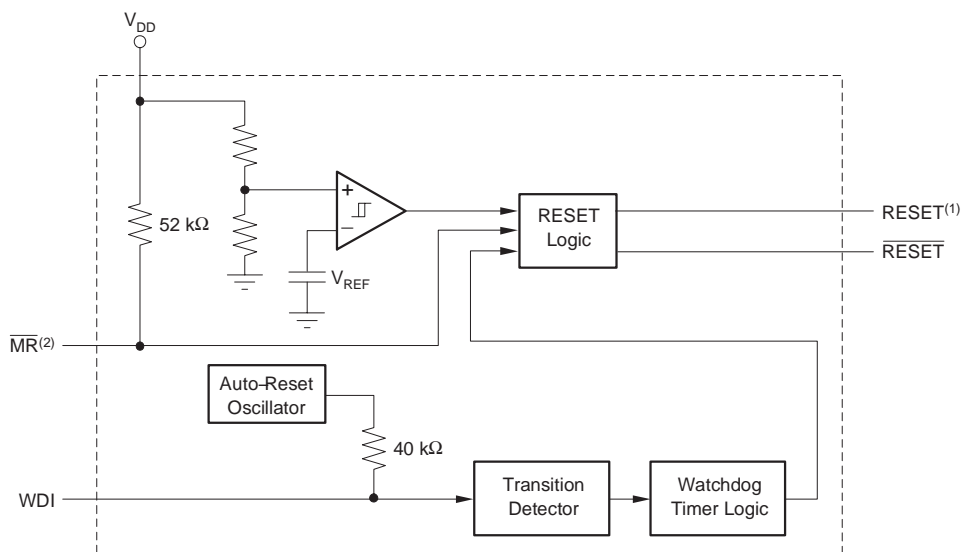 V_DD
+
RESET
Logic
RESET(1)
52 kΩ
–
RESET
V_REF
MR(2)
Auto–Reset
Oscillator
40 kΩ
WDI
Transition
Detector
Watchdog
Timer Logic